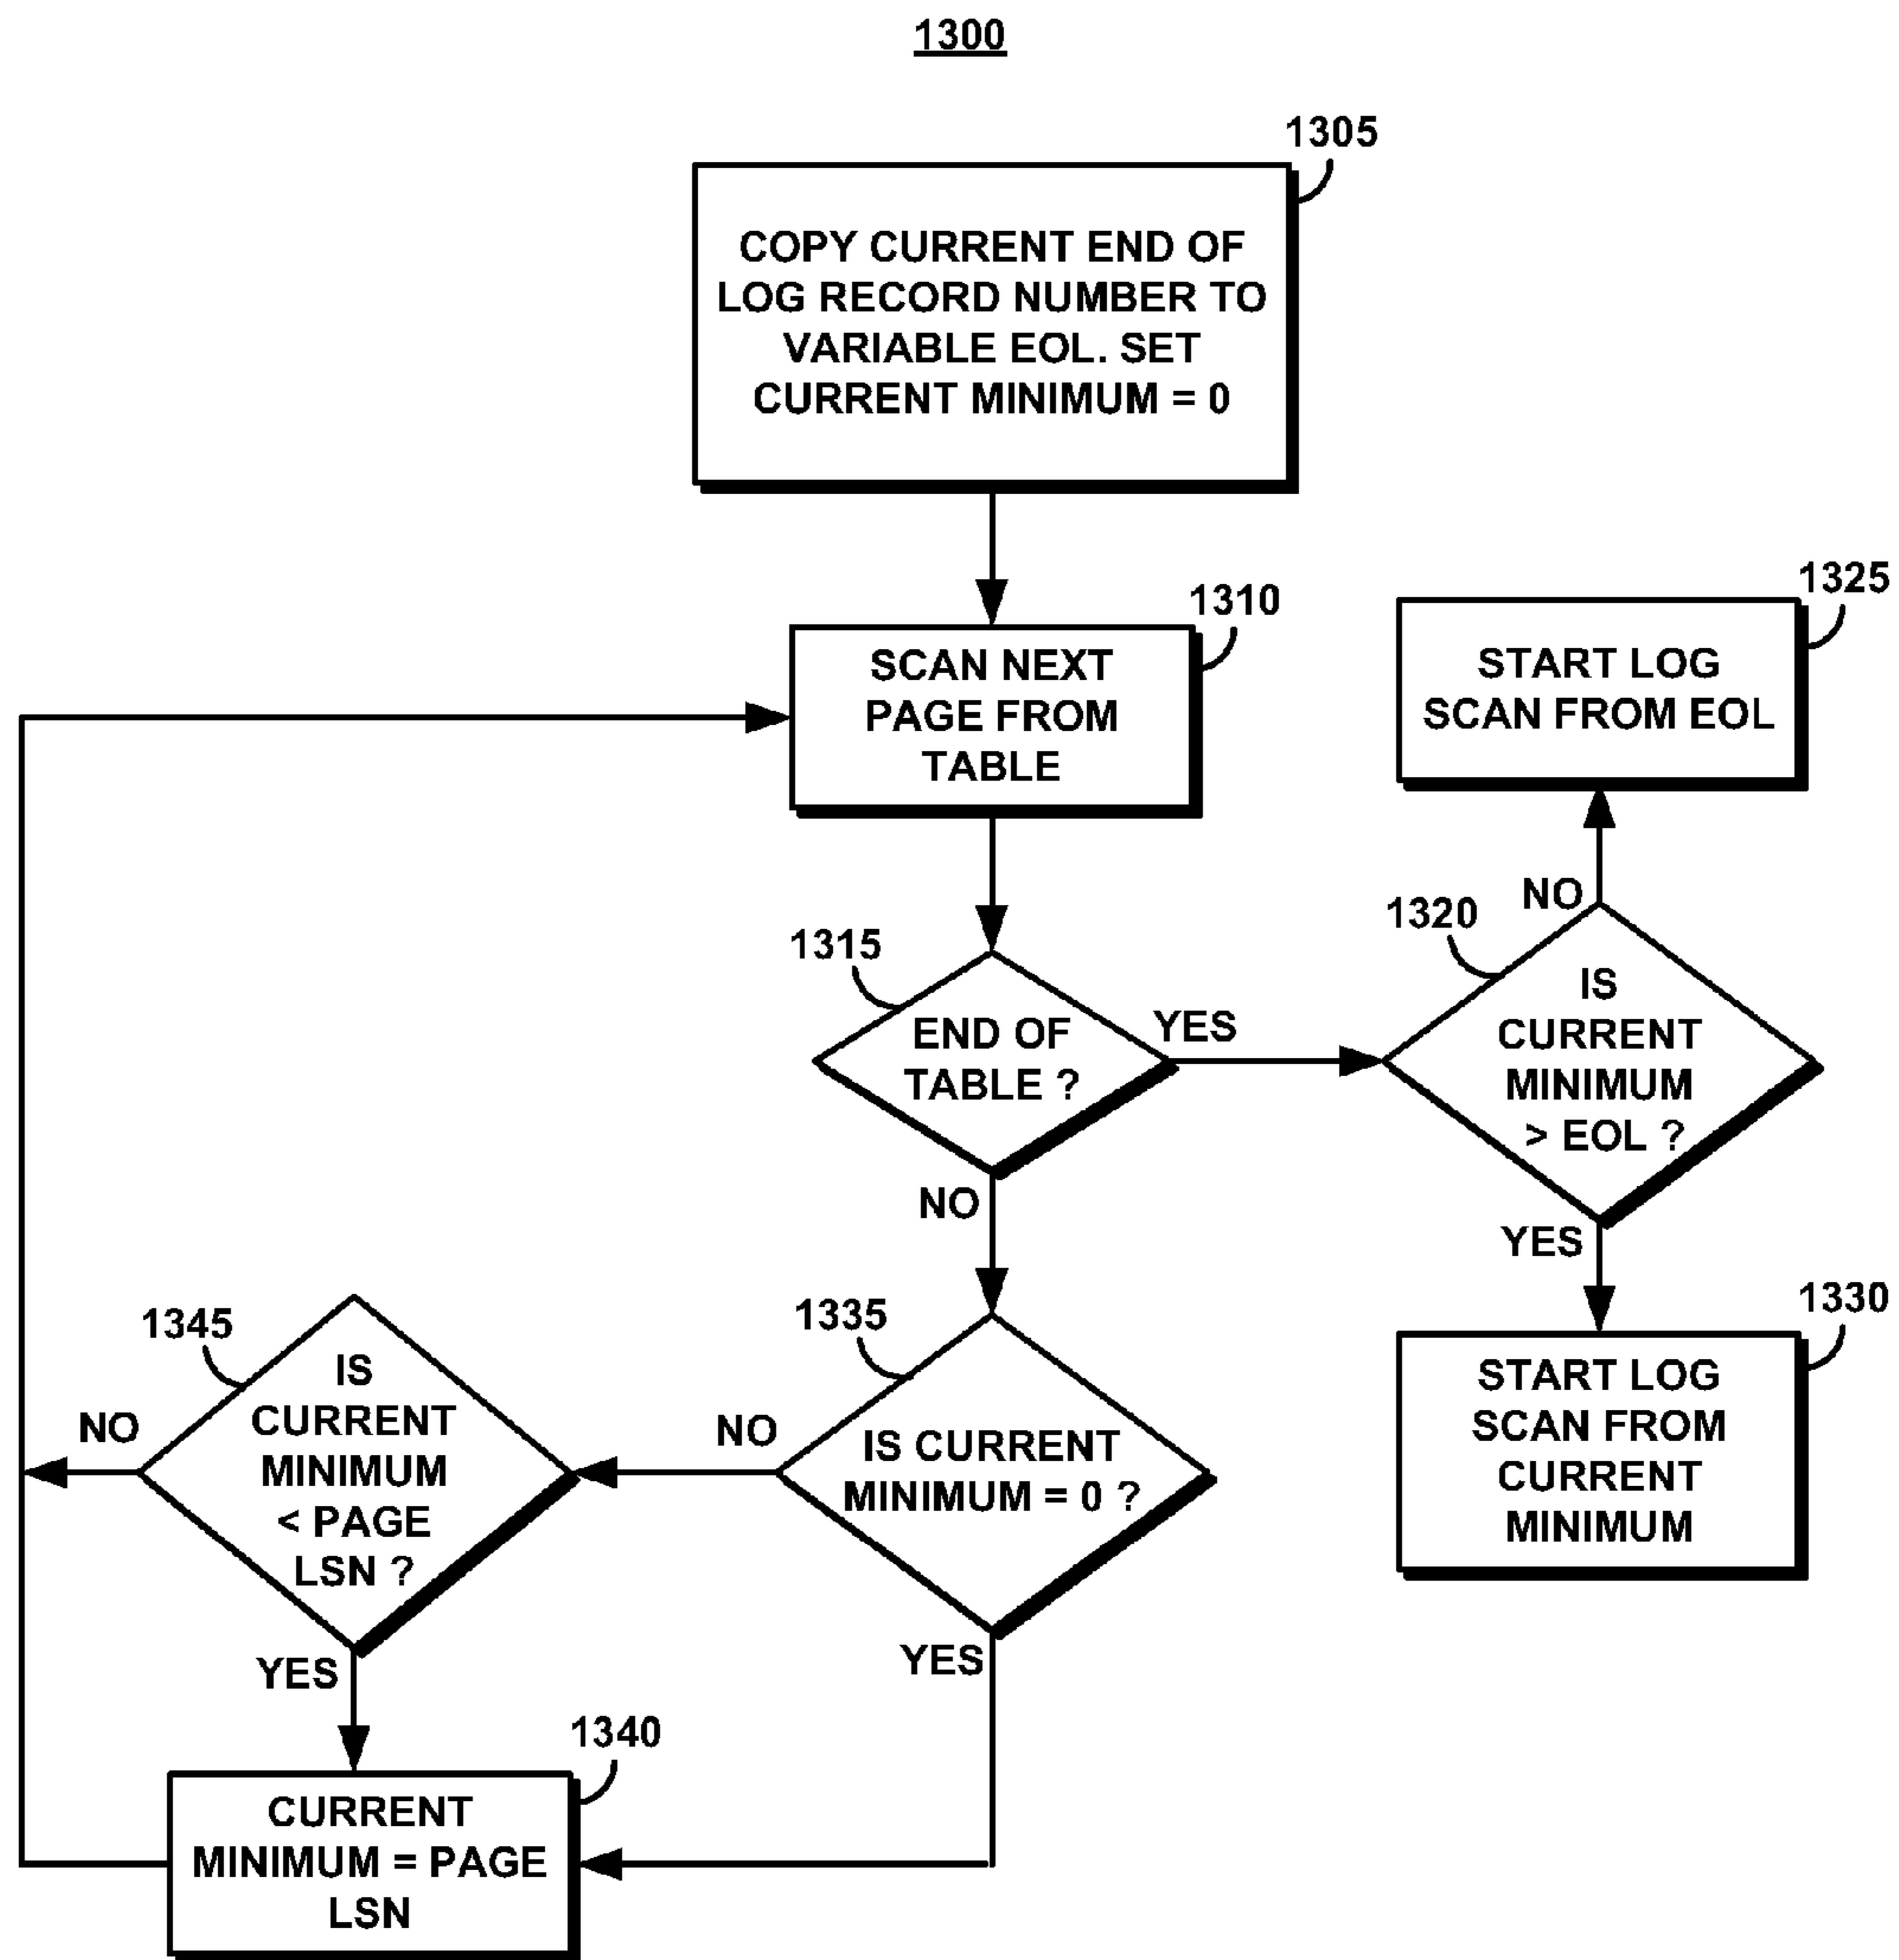 1300
1305
COPY CURRENT END OF
LOG RECORD NUMBER TO
VARIABLE EOL. SET
CURRENT MINIMUM = 0
1310
SCAN NEXT
PAGE FROM
TABLE
1325
START LOG
SCAN FROM EOL
1315
END OF
TABLE ?
YES
NO
1320
NO
IS
CURRENT
MINIMUM
> EOL ?
YES
1330
START LOG
SCAN FROM
CURRENT
MINIMUM
1335
IS CURRENT
MINIMUM = 0 ?
NO
YES
1345
IS
CURRENT
MINIMUM
< PAGE
LSN ?
NO
YES
1340
CURRENT
MINIMUM = PAGE
LSN